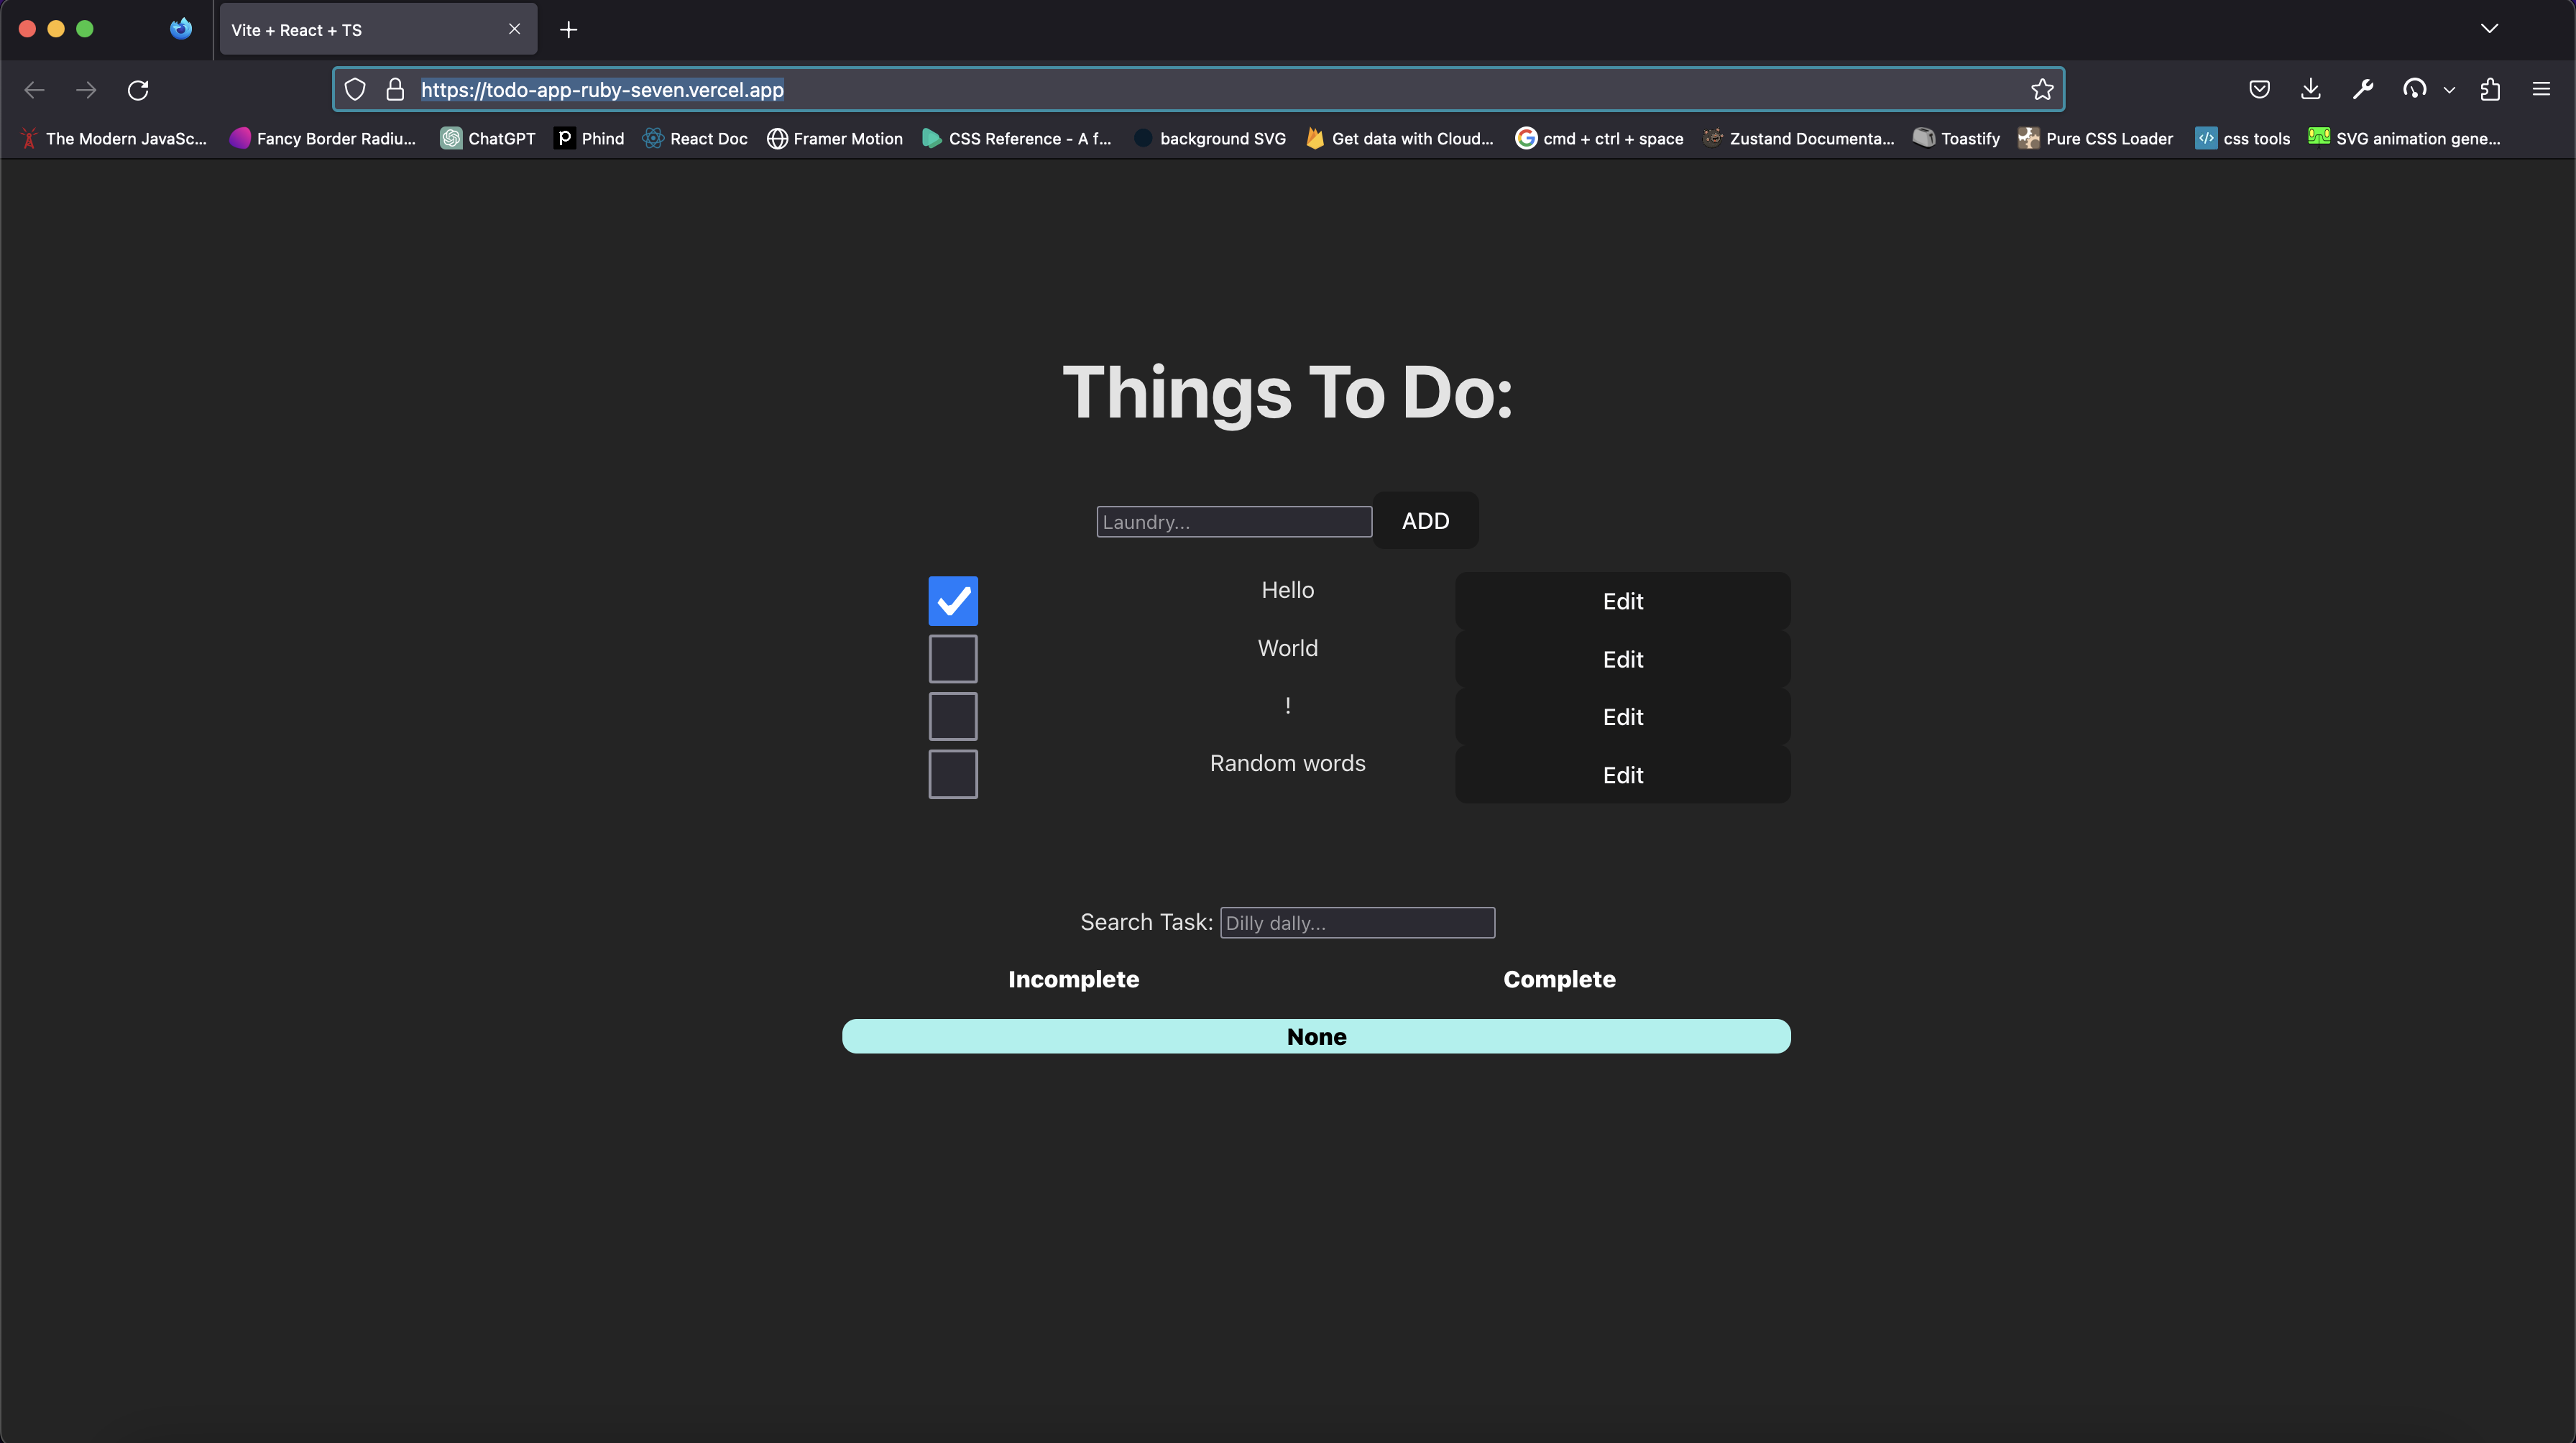 Vite + React + TS
https://todo-app-ruby-seven.vercel.app
The Modern JavaSc... Fancy Border Radiu... ChatGPT Phind React Doc Framer Motion CSS Reference - A f... background SVG Get data with Cloud... cmd + ctrl + space Zustand Documenta... Toastify Pure CSS Loader css tools SVG animation gene...
Things To Do:
Laundry... ADD
Hello Edit
World Edit
! Edit
Random words Edit
Search Task: Dilly dally...
Incomplete Complete
None